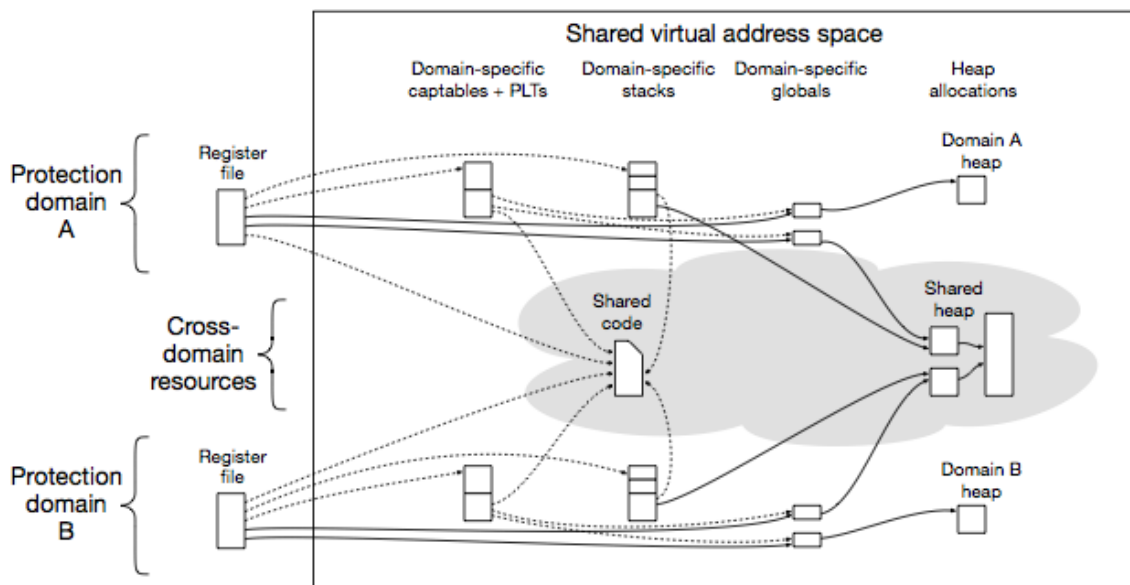 Shared virtual address space
Domain-specific
captables + PLTs
Domain-specific
stacks
Domain-specific
globals
Heap
allocations
Protection
domain
A
Register
file
Domain A
heap
Cross-
domain
resources
Shared
code
Shared
heap
Protection
domain
B
Register
file
Domain B
heap